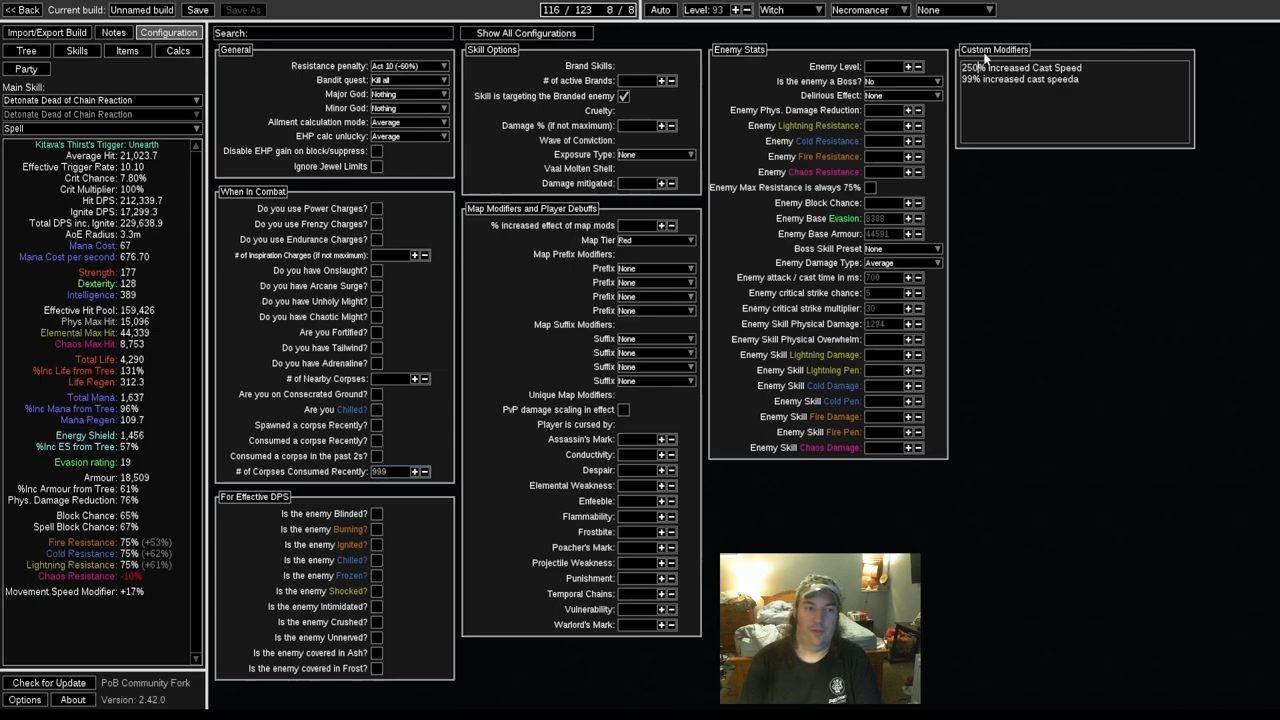 << Back Current build: Unnamed build Save Save As 116 / 123 8 / 8 Auto Level: 93 Witch Necromancer None
Import/Export Build Notes Configuration
Tree Skills Items Calcs
Party
Main Skill:
Detonate Dead of Chain Reaction
Detonate Dead of Chain Reaction
Spell
Kitava's Thirst's Trigger: Unearth
Average Hit: 21,023.7
Effective Trigger Rate: 10.10
Crit Chance: 7.80%
Crit Multiplier: 100%
Hit DPS: 212,339.7
Ignite DPS: 17,299.3
Total DPS inc. Ignite: 229,638.9
AoE Radius: 3.3m
Mana Cost: 67
Mana Cost per second: 676.70
Strength: 177
Dexterity: 128
Intelligence: 389
Effective Hit Pool: 159,426
Phys Max Hit: 15,096
Elemental Max Hit: 44,339
Chaos Max Hit: 8,753
Total Life: 4,290
%Inc Life from Tree: 131%
Life Regen: 312.3
Total Mana: 1,637
%Inc Mana from Tree: 96%
Mana Regen: 109.7
Energy Shield: 1,456
%Inc ES from Tree: 57%
Evasion rating: 19
Armour: 18,509
%Inc Armour from Tree: 61%
Phys. Damage Reduction: 76%
Block Chance: 65%
Spell Block Chance: 67%
Fire Resistance: 75% (+53%)
Cold Resistance: 75% (+62%)
Lightning Resistance: 75% (+61%)
Chaos Resistance: -10%
Movement Speed Modifier: +17%
Check for Update PoB Community Fork
Options About Version: 2.42.0
Search: Show All Configurations
General
Resistance penalty: Act 10 (-60%)
Bandit quest: Kill all
Major God: Nothing
Minor God: Nothing
Ailment calculation mode: Average
EHP calc unlucky: Average
Disable EHP gain on block/suppress:
Ignore Jewel Limits
When In Combat
Do you use Power Charges?
Do you use Frenzy Charges?
Do you use Endurance Charges?
# of Inspiration Charges (if not maximum):
Do you have Onslaught?
Do you have Arcane Surge?
Do you have Unholy Might?
Do you have Chaotic Might?
Are you Fortified?
Do you have Tailwind?
Do you have Adrenaline?
# of Nearby Corpses:
Are you on Consecrated Ground?
Are you Chilled?
Spawned a corpse Recently?
Consumed a corpse Recently?
Consumed a corpse in the past 2s?
# of Corpses Consumed Recently: 999
For Effective DPS
Is the enemy Blinded?
Is the enemy Burning?
Is the enemy Ignited?
Is the enemy Chilled?
Is the enemy Frozen?
Is the enemy Shocked?
Is the enemy Intimidated?
Is the enemy Crushed?
Is the enemy Unnerved?
Is the enemy covered in Ash?
Is the enemy covered in Frost?
Skill Options
Brand Skills:
# of active Brands:
Skill is targeting the Branded enemy
Cruelty:
Damage % (if not maximum):
Wave of Conviction:
Exposure Type: None
Vaal Molten Shell:
Damage mitigated:
Map Modifiers and Player Debuffs
% increased effect of map mods
Map Tier Red
Map Prefix Modifiers:
Prefix None
Prefix None
Prefix None
Prefix None
Map Suffix Modifiers:
Suffix None
Suffix None
Suffix None
Suffix None
Unique Map Modifiers:
PvP damage scaling in effect
Player is cursed by:
Assassin's Mark:
Conductivity:
Despair:
Elemental Weakness:
Enfeeble:
Flammability:
Frostbite:
Poacher's Mark:
Projectile Weakness:
Punishment:
Temporal Chains:
Vulnerability:
Warlord's Mark:
Enemy Stats
Enemy Level:
Is the enemy a Boss? No
Delirious Effect: None
Enemy Phys. Damage Reduction:
Enemy Lightning Resistance:
Enemy Cold Resistance:
Enemy Fire Resistance:
Enemy Chaos Resistance:
Enemy Max Resistance is always 75%
Enemy Block Chance:
Enemy Base Evasion: 8388
Enemy Base Armour: 44591
Boss Skill Preset None
Enemy Damage Type: Average
Enemy attack / cast time in ms: 700
Enemy critical strike chance: 5
Enemy critical strike multiplier: 30
Enemy Skill Physical Damage: 1294
Enemy Skill Physical Overwhelm:
Enemy Skill Lightning Damage:
Enemy Skill Lightning Pen:
Enemy Skill Cold Damage:
Enemy Skill Cold Pen:
Enemy Skill Fire Damage:
Enemy Skill Fire Pen:
Enemy Skill Chaos Damage:
Custom Modifiers
250% Increased Cast Speed
99% increased cast speeda